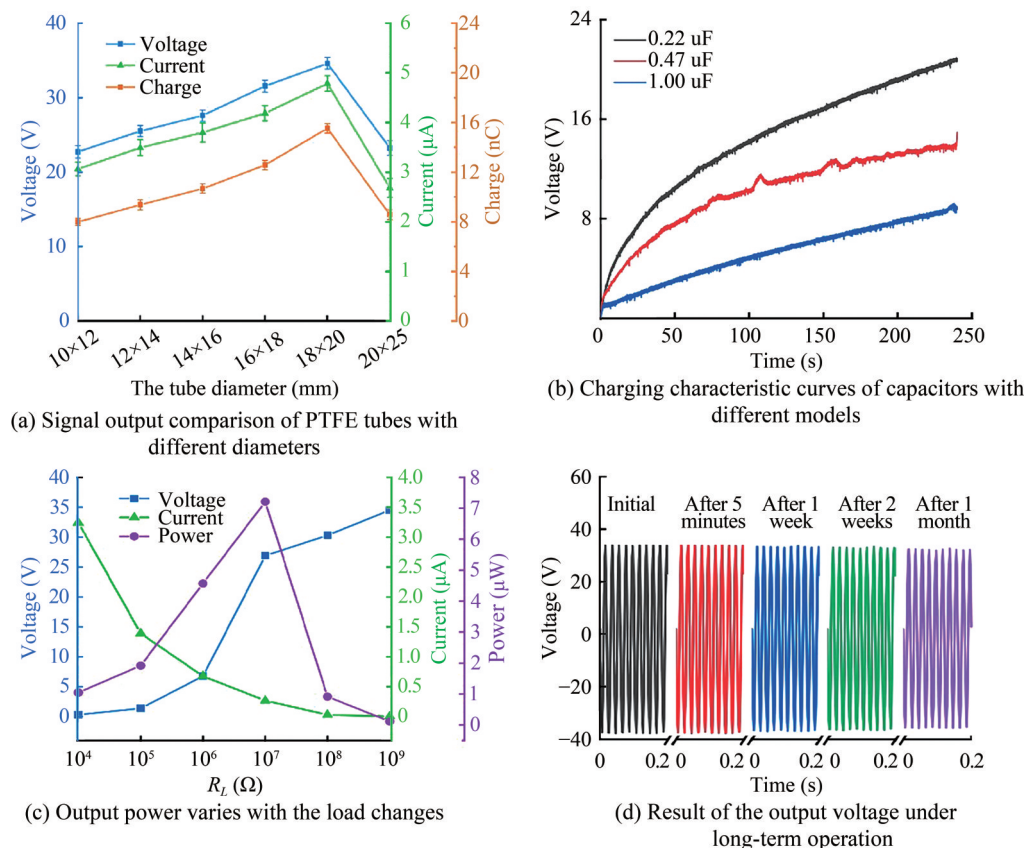 40
30
20
10
0
Voltage (V)
Voltage
Current
Charge
6
5
4
3
2
1
0
Current (μA)
24
20
16
12
8
4
0
Charge (nC)
10×12
12×14
14×16
16×18
18×20
20×25
The tube diameter (mm)
(a) Signal output comparison of PTFE tubes with
different diameters
24
16
8
Voltage (V)
0.22 uF
0.47 uF
1.00 uF
0
50
100
150
200
250
Time (s)
(b) Charging characteristic curves of capacitors with
different models
40
35
30
25
20
15
10
5
0
Voltage (V)
Voltage
Current
Power
4.0
3.5
3.0
2.5
2.0
1.5
1.0
0.5
0
Current (μA)
8
7
6
5
4
3
2
1
0
Power (μW)
10⁴
10⁵
10⁶
10⁷
10⁸
10⁹
R_L (Ω)
(c) Output power varies with the load changes
60
40
20
0
−20
−40
Voltage (V)
Initial
After 5
minutes
After 1
week
After 2
weeks
After 1
month
0
0.2
0
0.2
0
0.2
0
0.2
0
0.2
Time (s)
(d) Result of the output voltage under
long-term operation